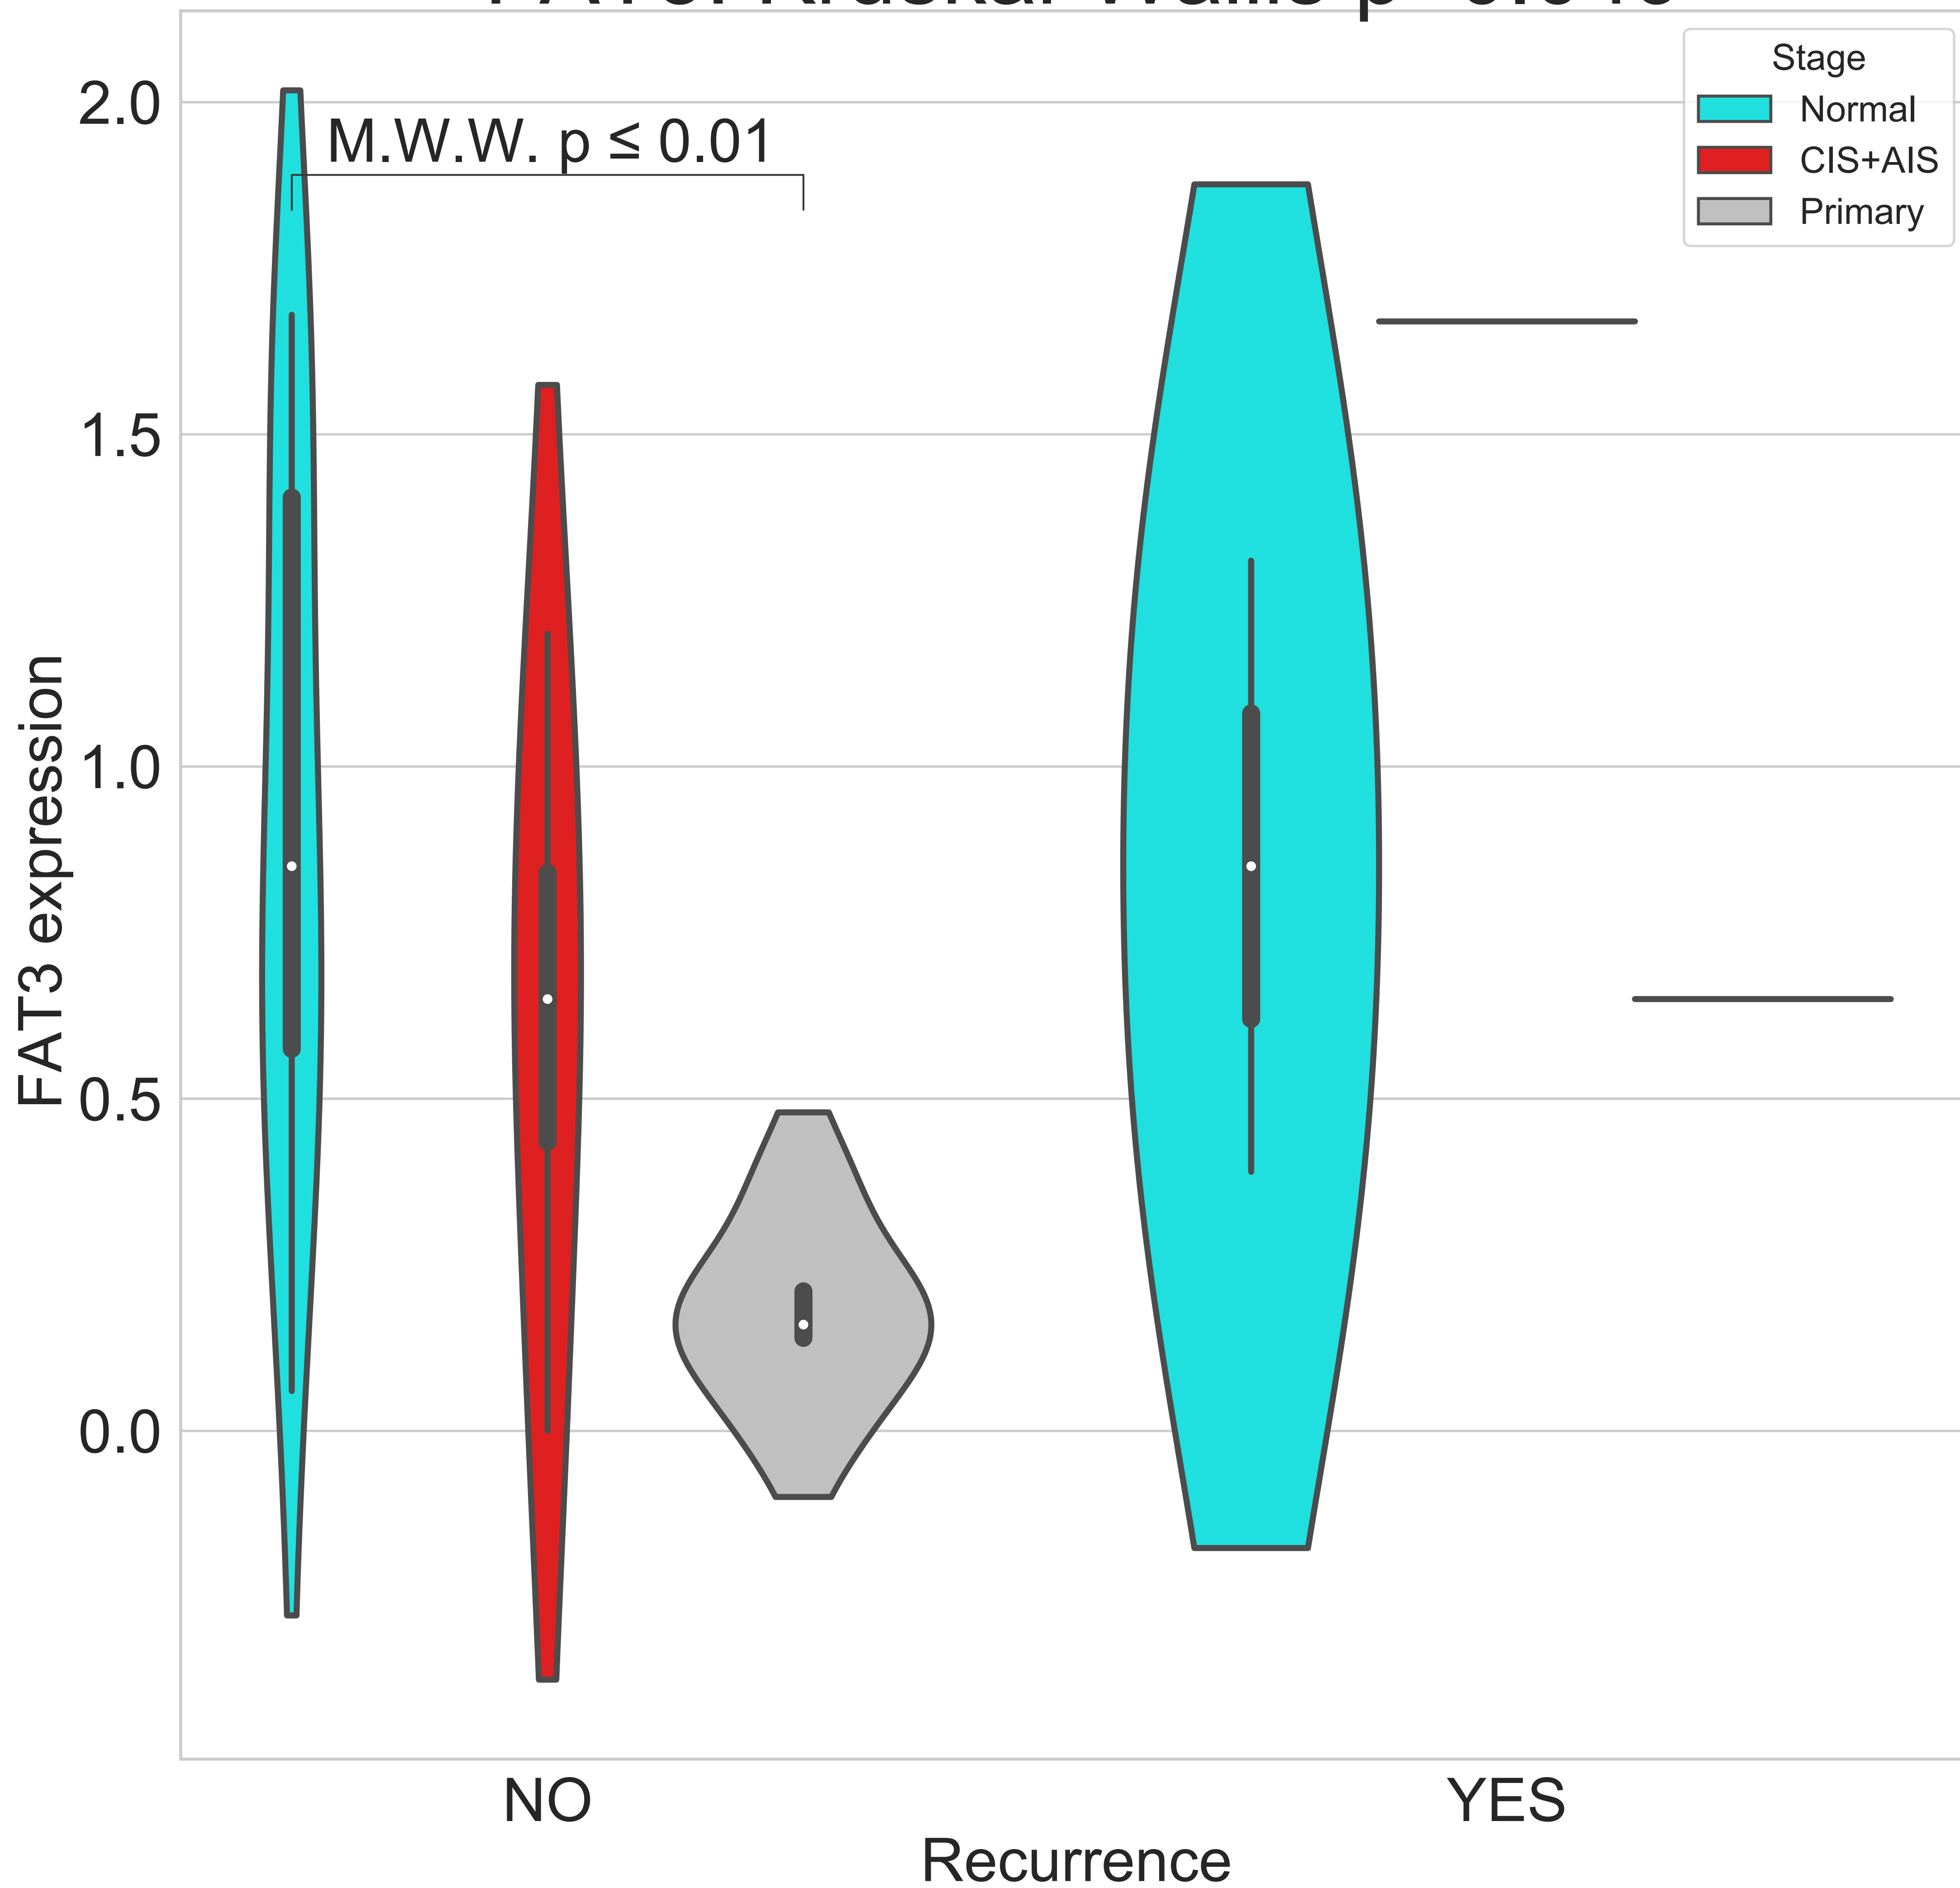 Stage
Normal
CIS+AIS
Primary
M.W.W. p ≤ 0.01
2.0
1.5
1.0
0.5
0.0
FAT3 expression
NO
YES
Recurrence